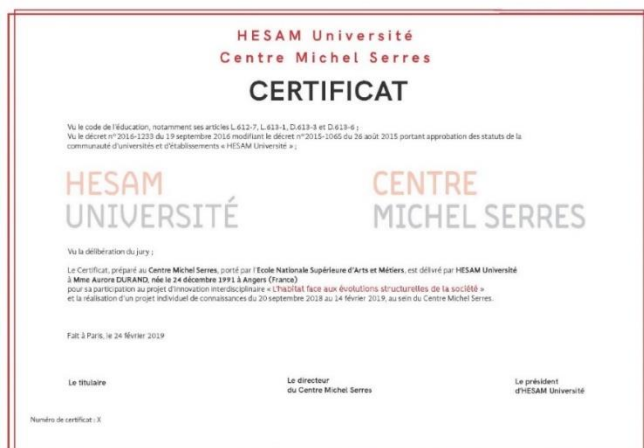 HESAM Université
Centre Michel Serres
CERTIFICAT
Vu le code de l'éducation, notamment ses articles L.612-7, L.613-1, D.613-3 et D.613-6 ;
Vu le décret n°2016-1233 du 19 septembre 2016 modifiant le décret n°2015-1065 du 26 août 2015 portant approbation des statuts de la
communauté d'universités et d'établissements « HESAM Université » ;
HESAM
UNIVERSITÉ
CENTRE
MICHEL SERRES
Vu la délibération du jury ;
Le Certificat, préparé au Centre Michel Serres, porté par l'Ecole Nationale Supérieure d'Arts et Métiers, est délivré par HESAM Université
à Mme Aurore DURAND, née le 24 décembre 1991 à Angers (France)
pour sa participation au projet d'innovation interdisciplinaire « L'habitat face aux évolutions structurelles de la société »
et la réalisation d'un projet individuel de connaissances du 20 septembre 2018 au 14 février 2019, au sein du Centre Michel Serres.
Fait à Paris, le 24 février 2019
Le titulaire
Le directeur
du Centre Michel Serres
Le président
d'HESAM Université
Numéro de certificat : X